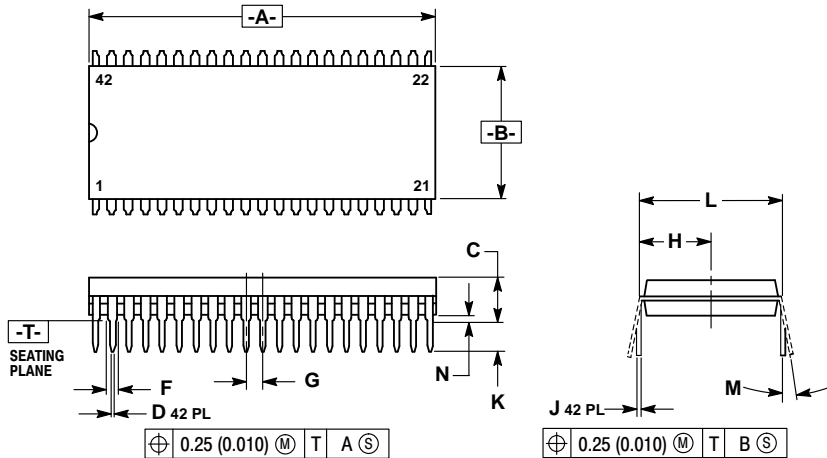 -A-
42 22
-B-
1 21
L
H
C
-T-
SEATING
PLANE
F
G
N
K
M
D 42 PL
J 42 PL
⌖ 0.25 (0.010) Ⓜ T A Ⓢ
⌖ 0.25 (0.010) Ⓜ T B Ⓢ